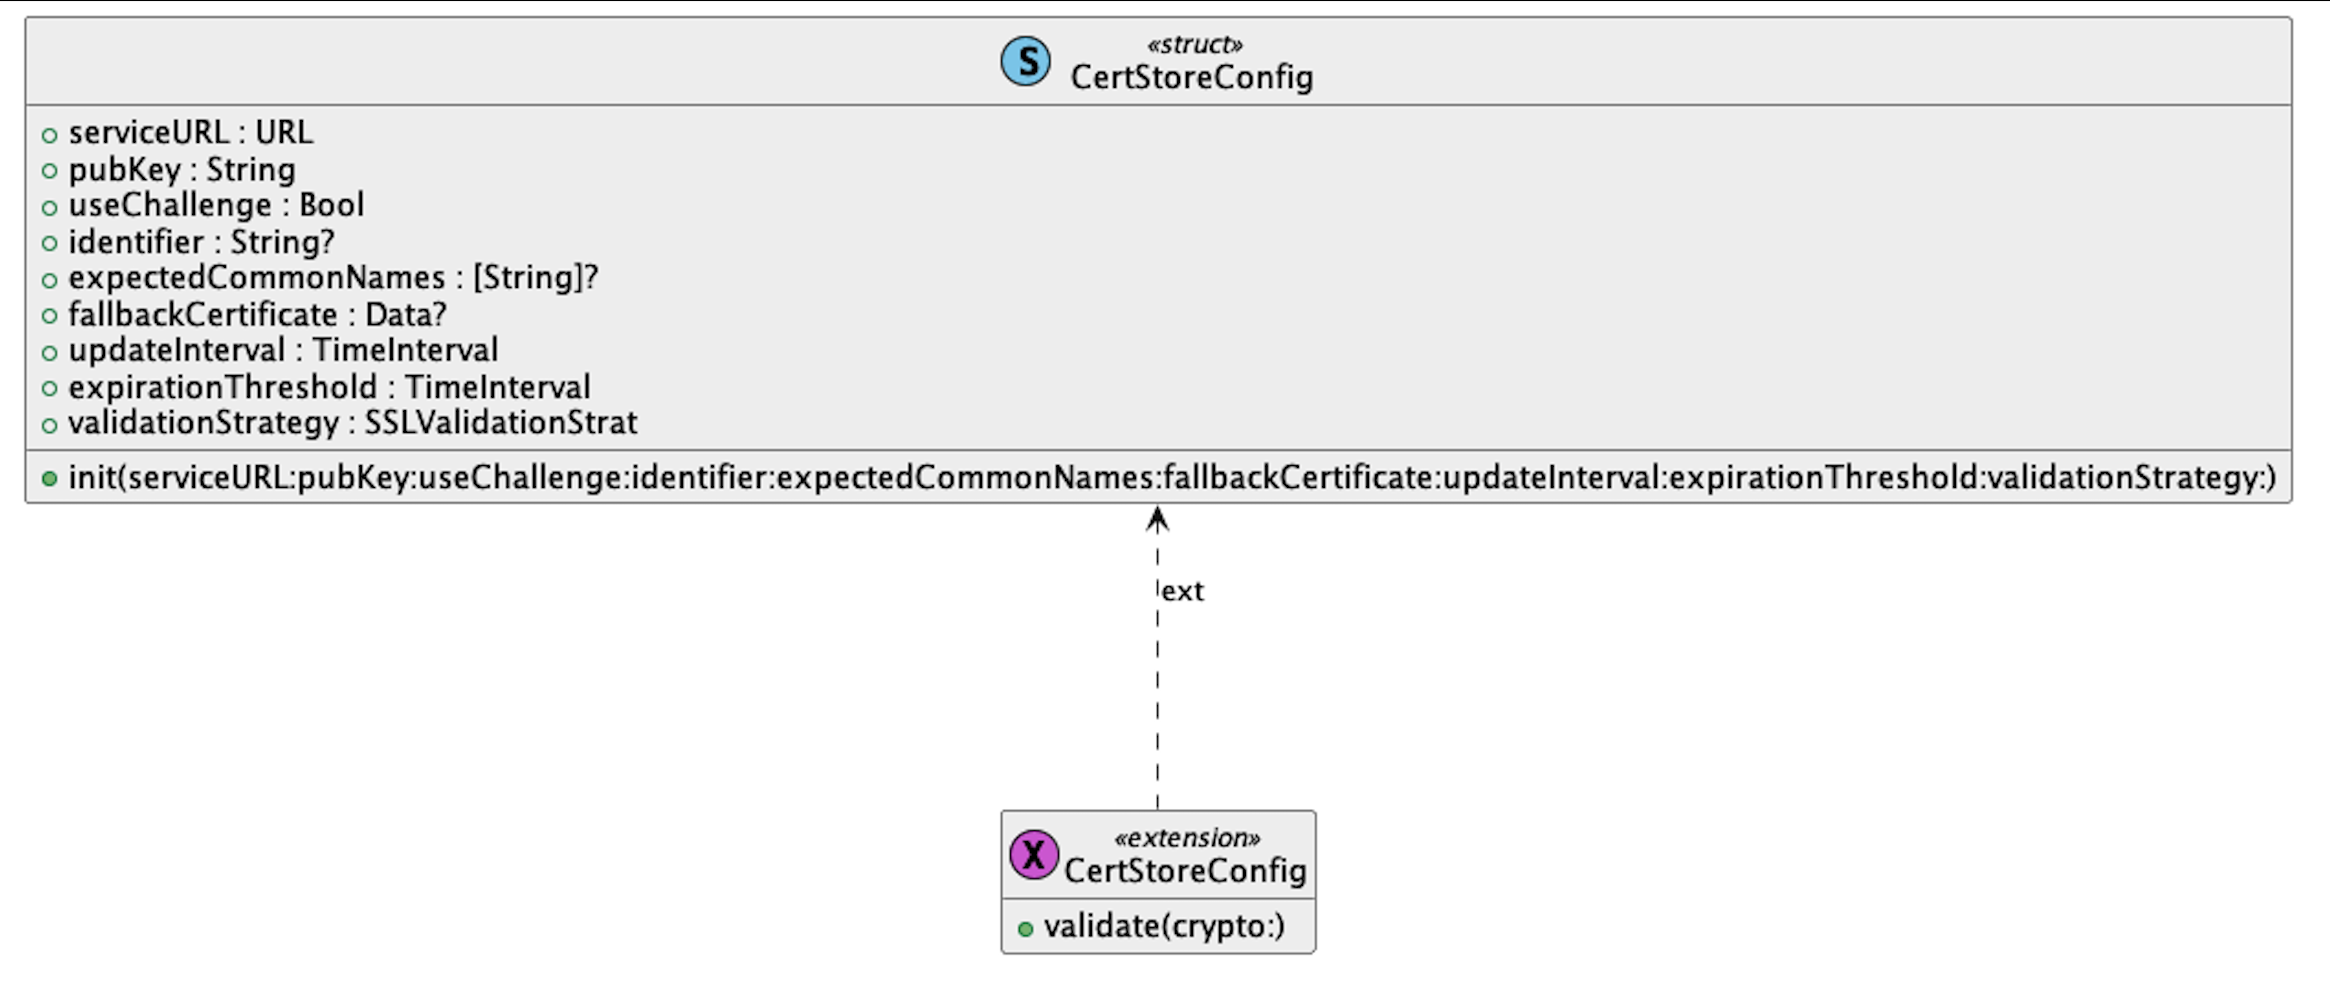 S
«struct»
CertStoreConfig
serviceURL : URL
pubKey : String
useChallenge : Bool
identifier : String?
expectedCommonNames : [String]?
fallbackCertificate : Data?
updateInterval : TimeInterval
expirationThreshold : TimeInterval
validationStrategy : SSLValidationStrat
init(serviceURL:pubKey:useChallenge:identifier:expectedCommonNames:fallbackCertificate:updateInterval:expirationThreshold:validationStrategy:)
ext
X
«extension»
CertStoreConfig
validate(crypto:)